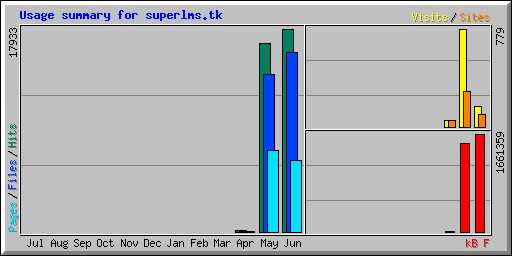 Usage summary for superlms.tk
Visits/Sites
17933
779
Pages/Files/Hits
1661359
Jul Aug Sep Oct Nov Dec Jan Feb Mar Apr May Jun
kB F